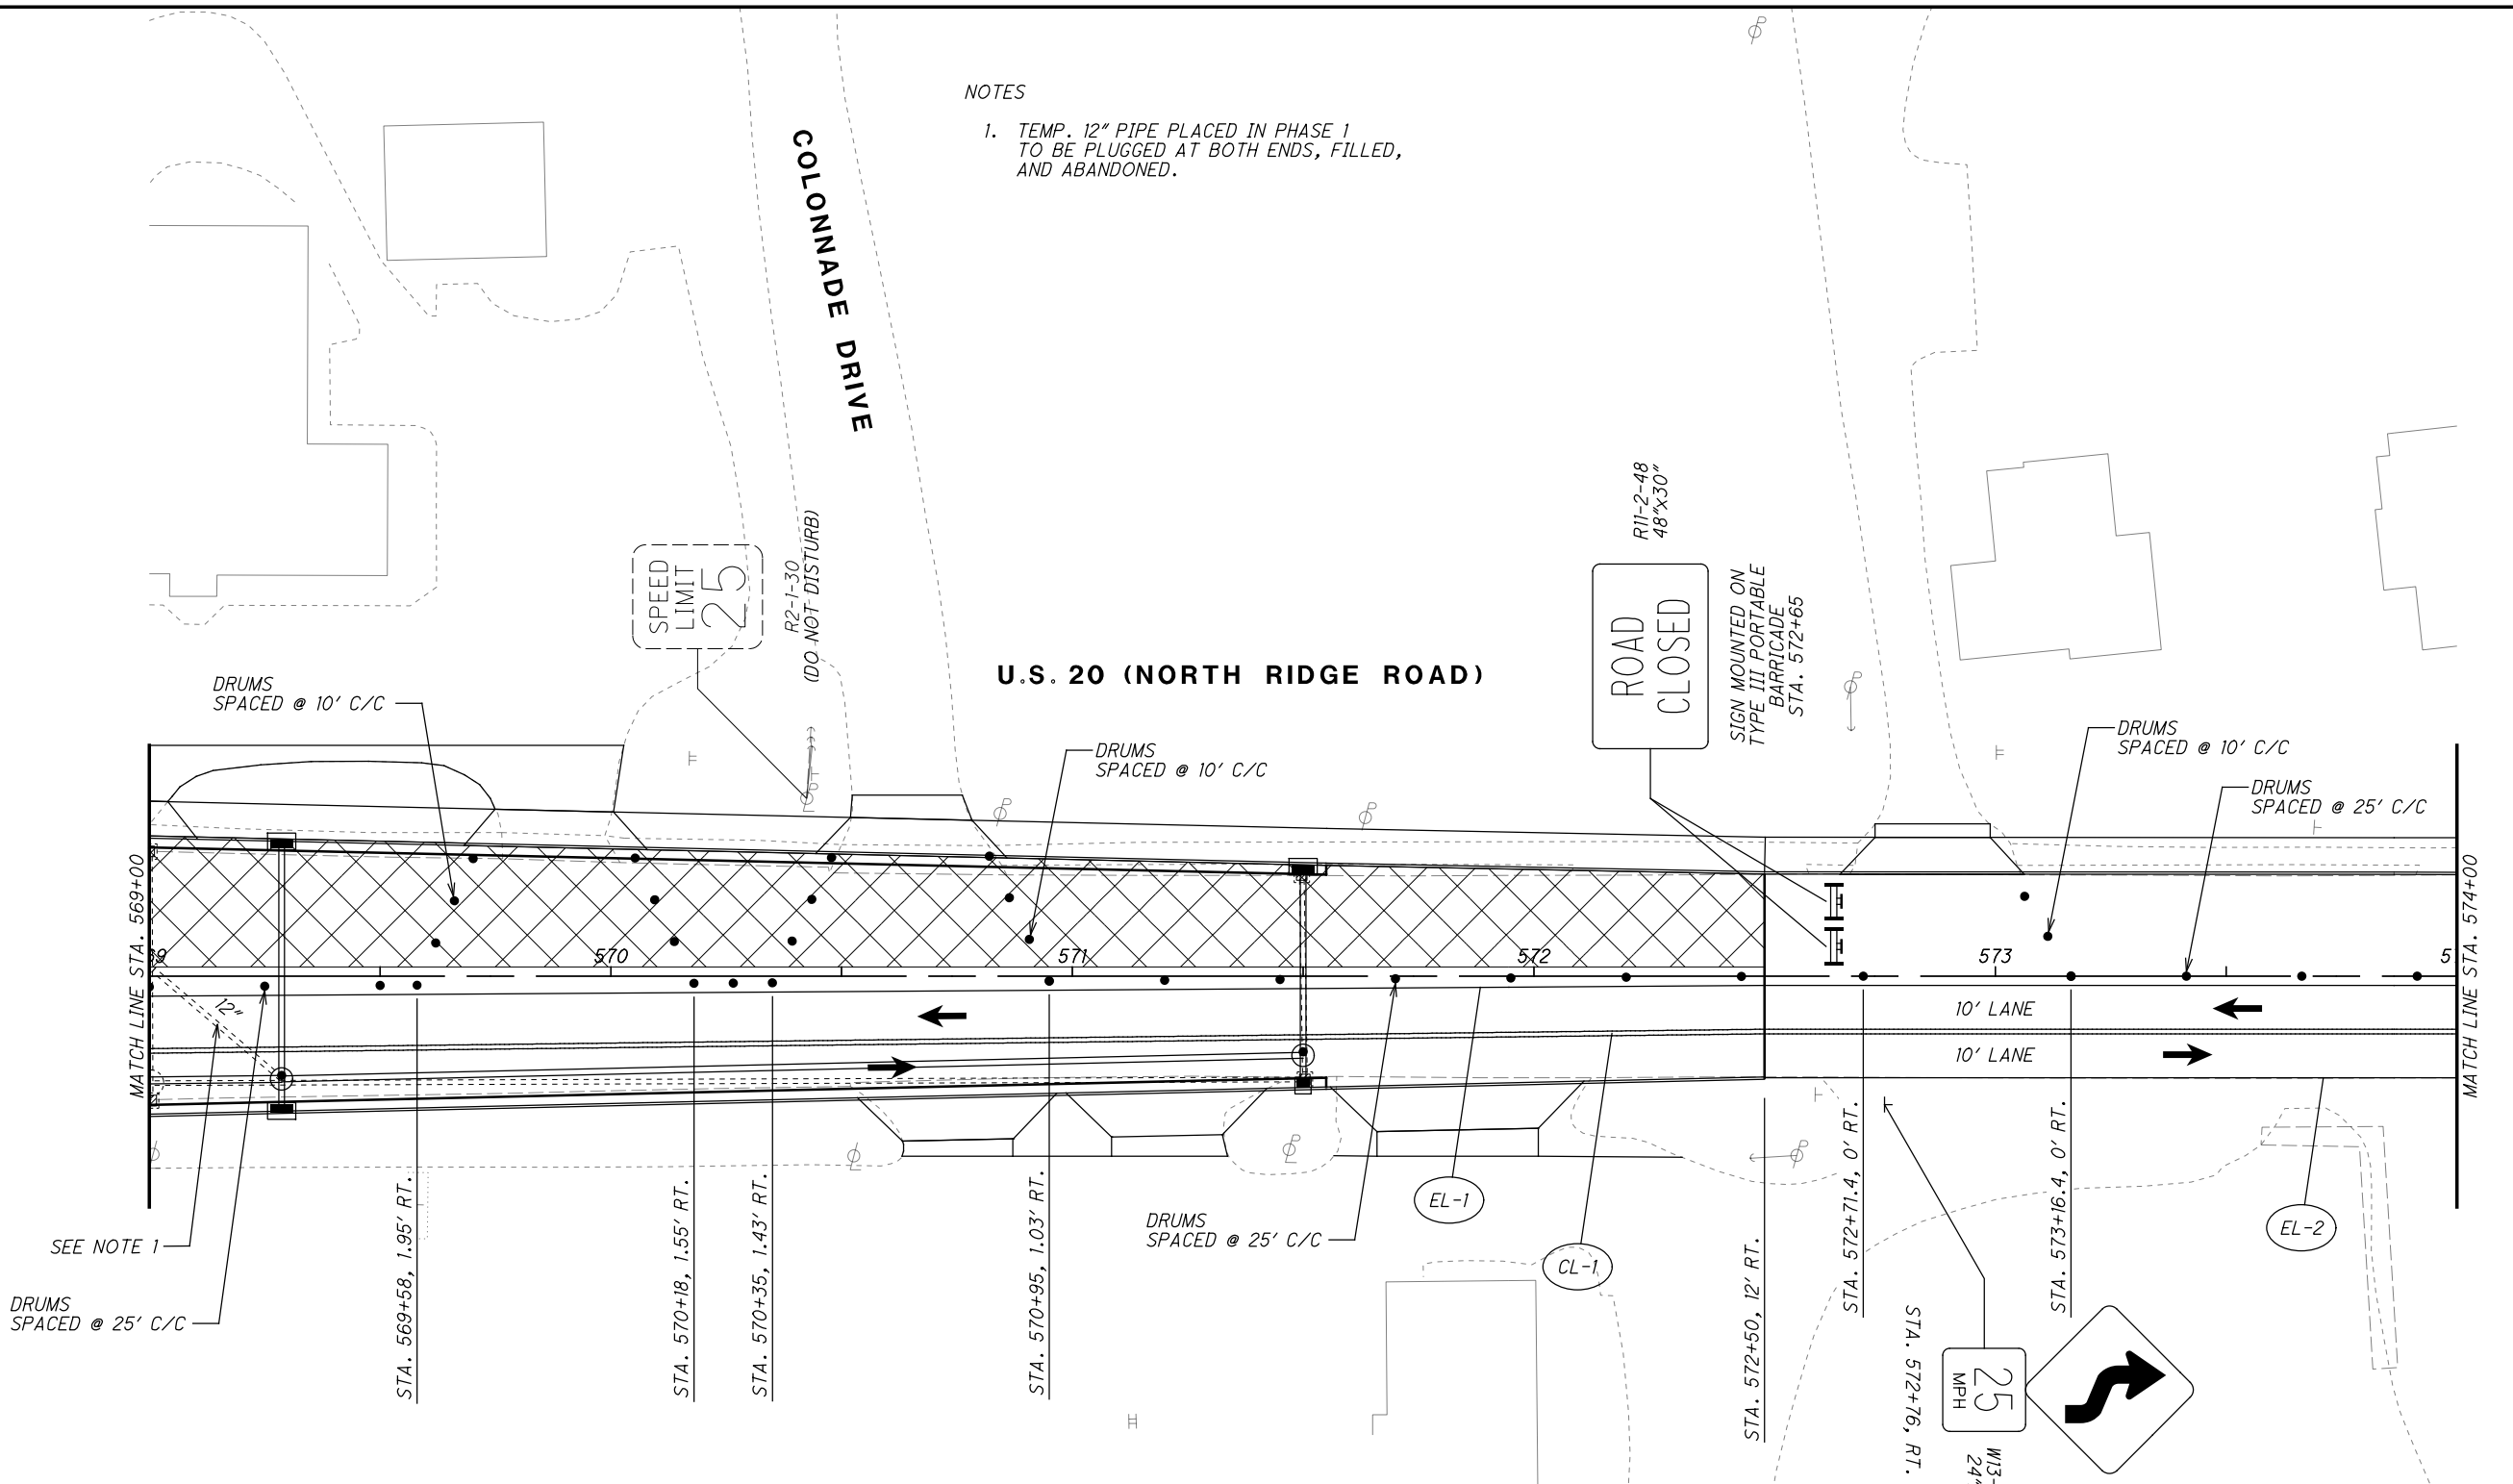 NOTES
1. TEMP. 12" PIPE PLACED IN PHASE 1
TO BE PLUGGED AT BOTH ENDS, FILLED,
AND ABANDONED.
COLONNADE DRIVE
SPEED
LIMIT
25
R2-1-30
(DO NOT DISTURB)
U.S. 20 (NORTH RIDGE ROAD)
R11-2-48
48"x30"
ROAD
CLOSED
SIGN MOUNTED ON
TYPE III PORTABLE
BARRICADE
STA. 572+65
DRUMS
SPACED @ 10' C/C
DRUMS
SPACED @ 10' C/C
DRUMS
SPACED @ 10' C/C
DRUMS
SPACED @ 25' C/C
MATCH LINE STA. 569+00
MATCH LINE STA. 574+00
570
571
572
573
12"
10' LANE
10' LANE
SEE NOTE 1
DRUMS
SPACED @ 25' C/C
DRUMS
SPACED @ 25' C/C
EL-1
CL-1
EL-2
STA. 569+58, 1.95' RT.
STA. 570+18, 1.55' RT.
STA. 570+35, 1.43' RT.
STA. 570+95, 1.03' RT.
STA. 572+50, 12' RT.
STA. 572+71.4, 0' RT.
STA. 573+16.4, 0' RT.
STA. 572+76, RT.
25
MPH
W13-
24"